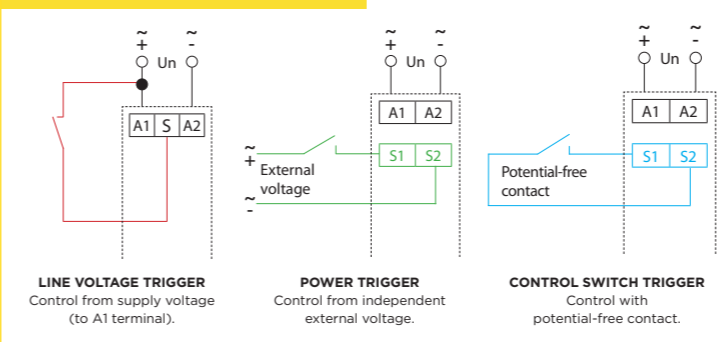 ~ ~
+ -
Un
A1 S A2
LINE VOLTAGE TRIGGER
Control from supply voltage
(to A1 terminal).
~ ~
+ -
Un
A1 A2
S1 S2
~
+
External
voltage
~
-
POWER TRIGGER
Control from independent
external voltage.
~ ~
+ -
Un
A1 A2
S1 S2
Potential-free
contact
CONTROL SWITCH TRIGGER
Control with
potential-free contact.